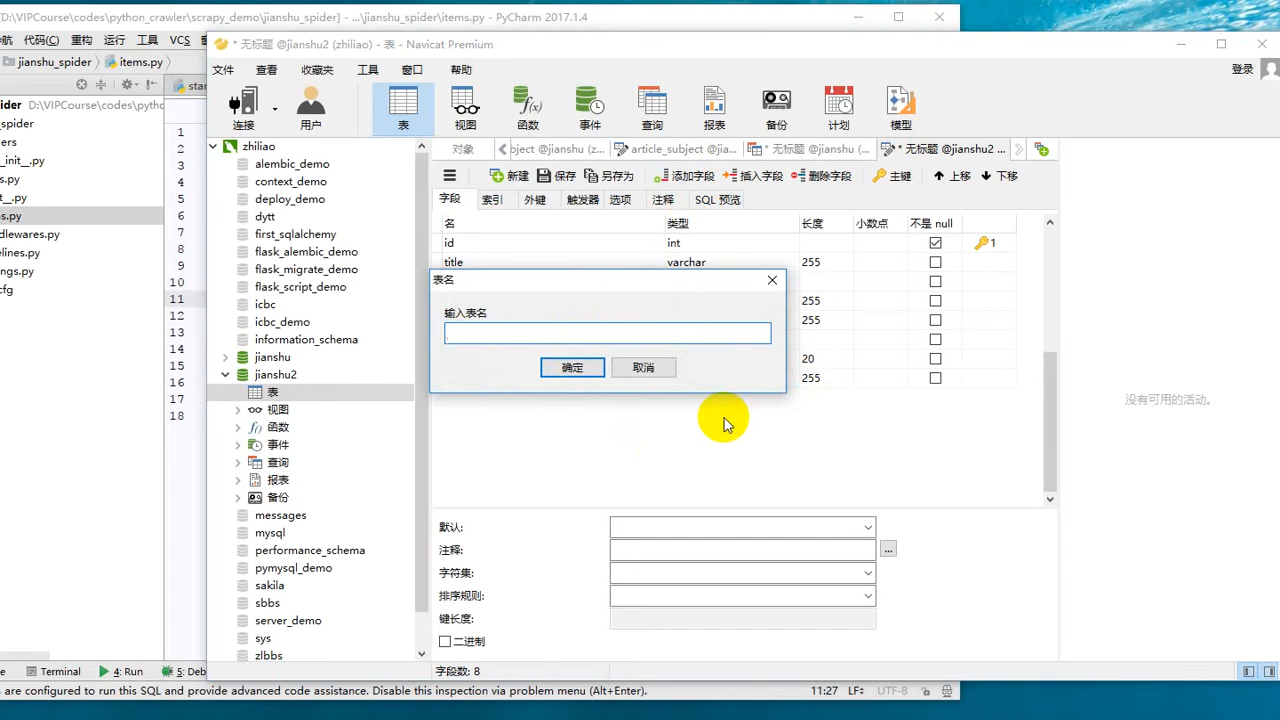 [D:\VIPCourse\codes\python_crawler\scrapy_demo\jianshu_spider] - ...\jianshu_spider\items.py - PyCharm 2017.1.4
代码(C) 重构 运行 工具 VCS
jianshu_spider items.py
D:\VIPCourse\codes\pytho
* 无标题 @jianshu2 (zhiliao) - 表 - Navicat Premium
文件 查看 收藏夹 工具 窗口 帮助
登录
连接 用户 表 视图 函数 事件 查询 报表 备份 计划 模型
对象 bject @jianshu (z... article_subject @jia... * 无标题 @jianshu (... * 无标题 @jianshu2 ...
新建 保存 另存为 添加字段 插入字段 删除字段 主键 上移 下移
字段 索引 外键 触发器 选项 注释 SQL 预览
名 类型 长度 小数点 不是 null
id int 1
title varchar 255
255
255
20
255
表名
输入表名
确定 取消
没有可用的活动。
zhiliao
alembic_demo
context_demo
deploy_demo
dytt
first_sqlalchemy
flask_alembic_demo
flask_migrate_demo
flask_script_demo
icbc
icbc_demo
information_schema
jianshu
jianshu2
表
视图
函数
事件
查询
报表
备份
messages
mysql
performance_schema
pymysql_demo
sakila
sbbs
server_demo
sys
zlbbs
1
2
3
4
5
6
7
8
9
10
11
12
13
14
15
16
17
18
默认:
注释:
...
字符集:
排序规则:
键长度:
二进制
字段数: 8
Terminal 4: Run 5: Deb
are configured to run this SQL and provide advanced code assistance. Disable this inspection via problem menu (Alt+Enter). 11:27 LF÷ UTF-8